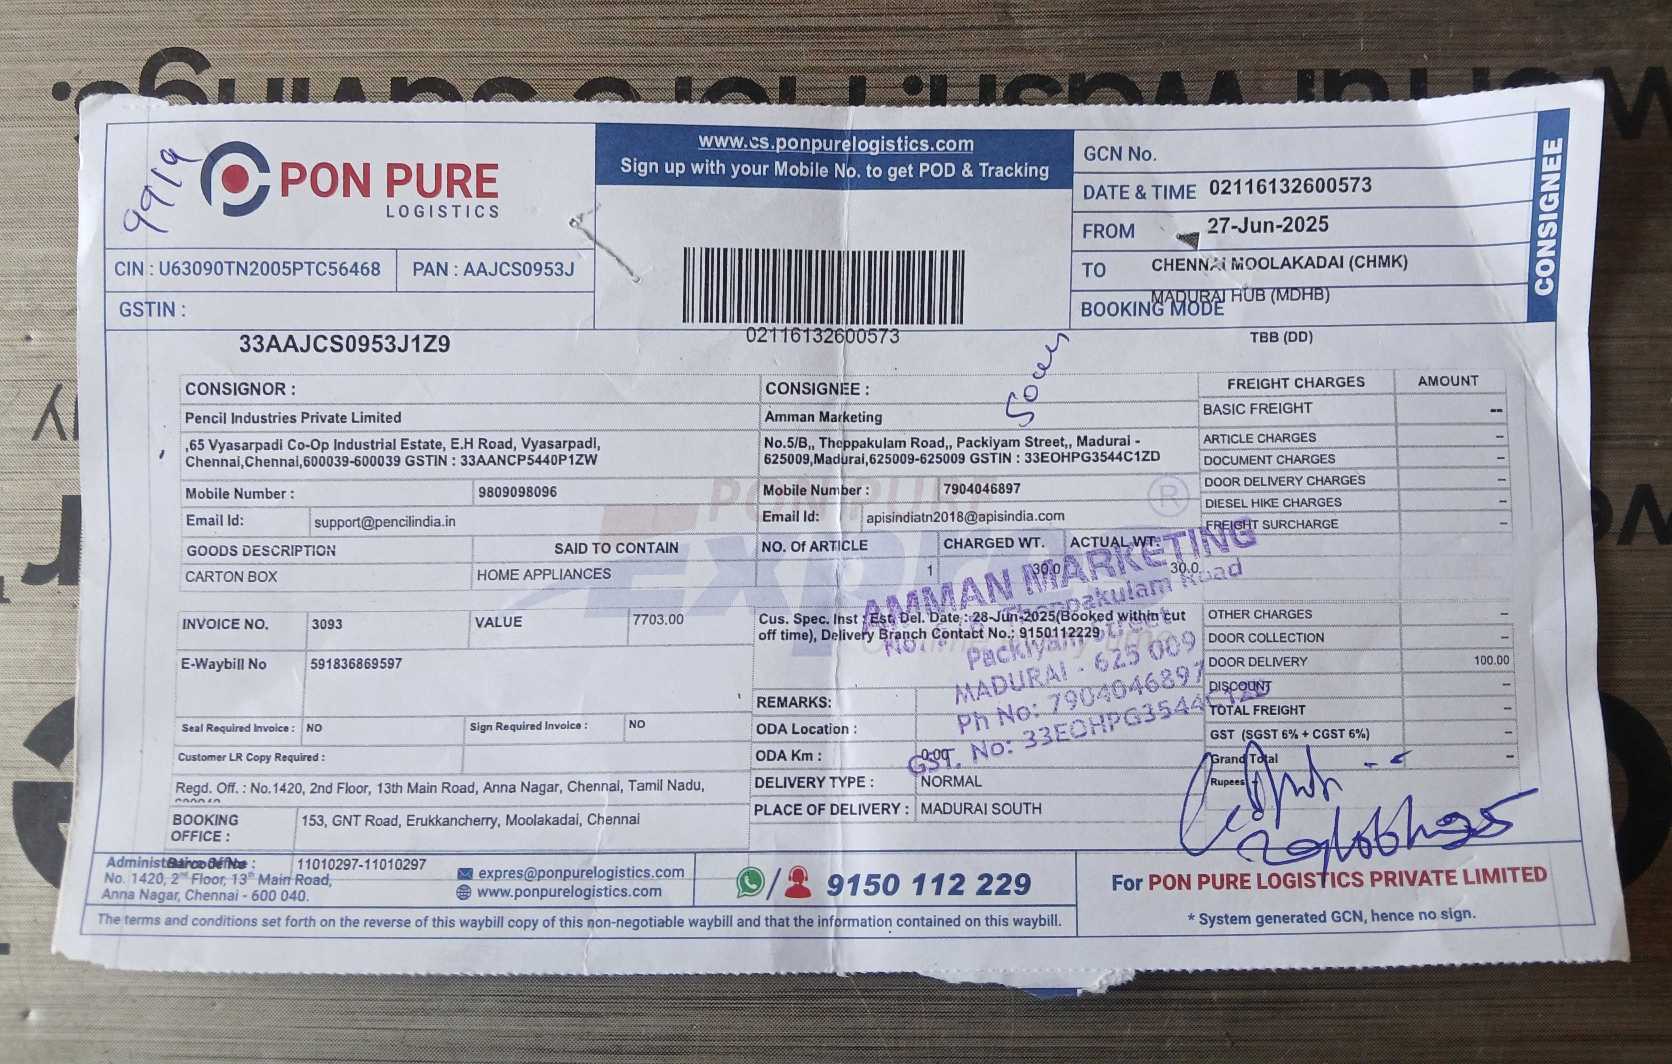 9919
PON PURE
LOGISTICS
www.cs.ponpurelogistics.com
Sign up with your Mobile No. to get POD & Tracking
GCN No.
DATE & TIME 02116132600573
FROM 27-Jun-2025
TO CHENNAI MOOLAKADAI (CHMK)
MADURAI HUB (MDHB)
BOOKING MODE
TBB (DD)
CONSIGNEE
CIN : U63090TN2005PTC56468 PAN : AAJCS0953J
GSTIN :
33AAJCS0953J1Z9
02116132600573
CONSIGNOR :
Pencil Industries Private Limited
,65 Vyasarpadi Co-Op Industrial Estate, E.H Road, Vyasarpadi,
Chennai,Chennai,600039-600039 GSTIN : 33AANCP5440P1ZW
Mobile Number : 9809098096
Email Id: support@pencilindia.in
CONSIGNEE :
Amman Marketing
No.5/B,, Theppakulam Road,, Packiyam Street,, Madurai -
625009,Madurai,625009-625009 GSTIN : 33EOHPG3544C1ZD
Mobile Number : 7904046897
Email Id: apisindiatn2018@apisindia.com
FREIGHT CHARGES AMOUNT
BASIC FREIGHT --
ARTICLE CHARGES -
DOCUMENT CHARGES -
DOOR DELIVERY CHARGES -
DIESEL HIKE CHARGES -
FREIGHT SURCHARGE -
GOODS DESCRIPTION SAID TO CONTAIN NO. Of ARTICLE CHARGED WT. ACTUAL WT.
CARTON BOX HOME APPLIANCES 1 30.0 30.0
INVOICE NO. 3093 VALUE 7703.00
E-Waybill No 591836869597
Seal Required Invoice : NO Sign Required Invoice : NO
Customer LR Copy Required :
Regd. Off. : No.1420, 2nd Floor, 13th Main Road, Anna Nagar, Chennai, Tamil Nadu,
BOOKING OFFICE : 153, GNT Road, Erukkancherry, Moolakadai, Chennai
Cus. Spec. Inst : Est. Del. Date : 28-Jun-2025(Booked within cut
off time), Delivery Branch Contact No.: 9150112229
REMARKS:
ODA Location :
ODA Km : 0.00
DELIVERY TYPE : NORMAL
PLACE OF DELIVERY : MADURAI SOUTH
AMMAN MARKETING
Theppakulam Road
Packiyam Street
MADURAI - 625 009
Ph No: 7904046897
GST. No: 33EOHPG3544C1ZD
OTHER CHARGES -
DOOR COLLECTION -
DOOR DELIVERY 100.00
DISCOUNT -
TOTAL FREIGHT -
GST (SGST 6% + CGST 6%) -
Grand Total -
Rupees
Administrative Office :
Barcode No : 11010297-11010297
No. 1420, 2nd Floor, 13th Main Road,
Anna Nagar, Chennai - 600 040.
expres@ponpurelogistics.com
www.ponpurelogistics.com
9150 112 229
For PON PURE LOGISTICS PRIVATE LIMITED
* System generated GCN, hence no sign.
The terms and conditions set forth on the reverse of this waybill copy of this non-negotiable waybill and that the information contained on this waybill.